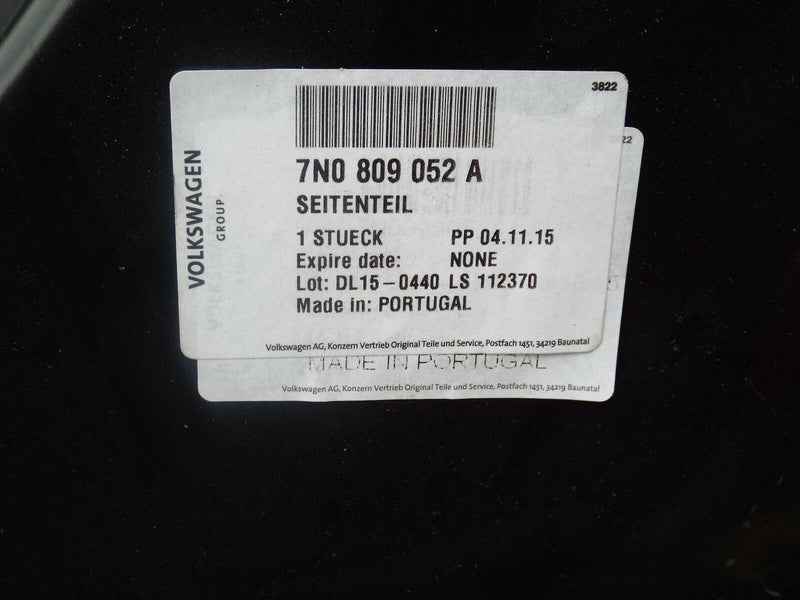 3822
VOLKSWAGEN
GROUP
7N0 809 052 A
SEITENTEIL
1 STUECK PP 04.11.15
Expire date: NONE
Lot: DL15-0440 LS 112370
Made in: PORTUGAL
Volkswagen AG, Konzern Vertrieb Original Teile und Service, Postfach 1451, 34219 Baunatal
22
MADE IN PORTUGAL
Volkswagen AG, Konzern Vertrieb Original Teile und Service, Postfach 1451, 34219 Baunatal